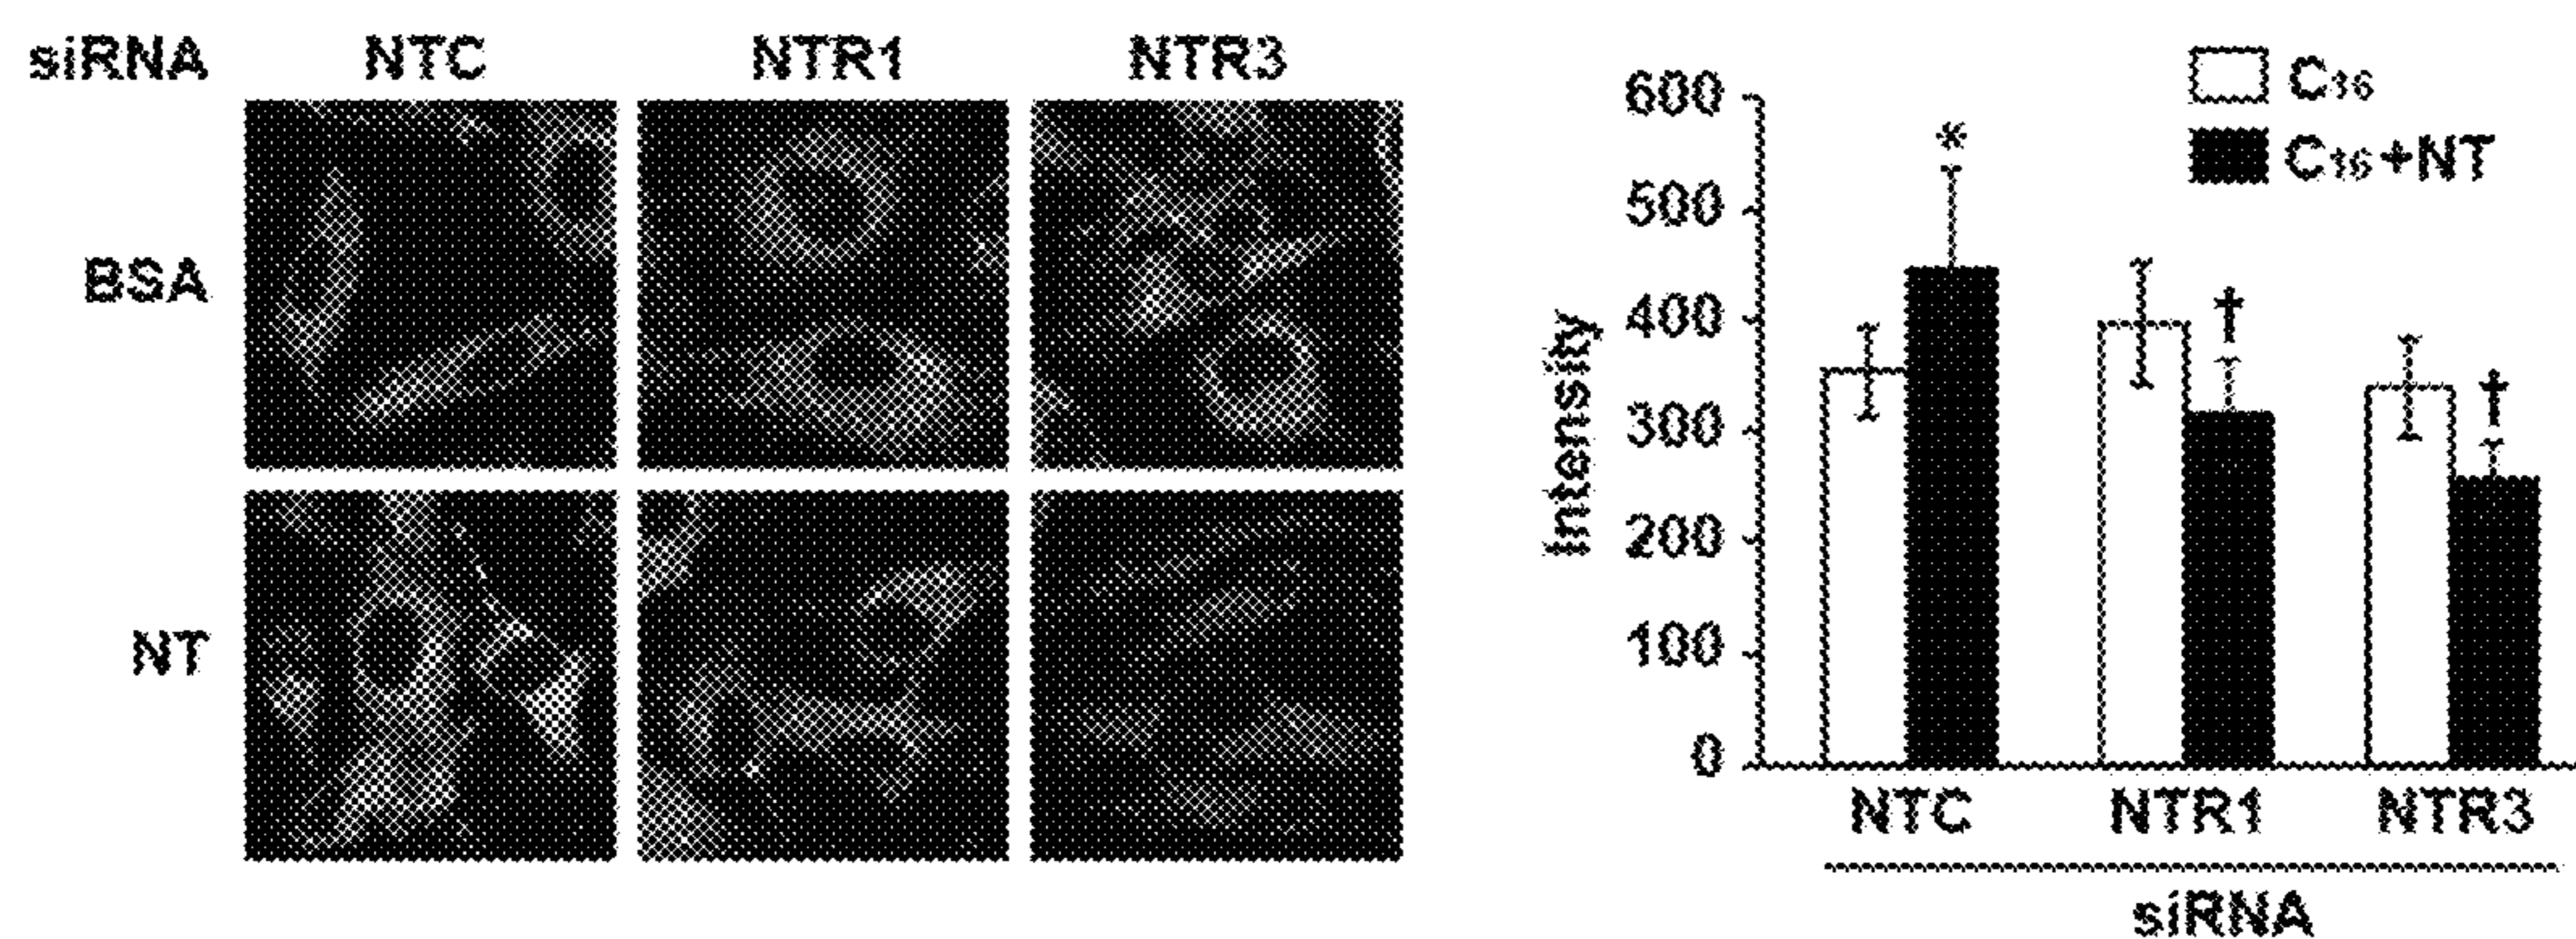 siRNA NTC NTR1 NTR3
BSA
NT
C₁₆
C₁₆+NT
*
†
†
Intensity
600
500
400
300
200
100
0
NTC NTR1 NTR3
siRNA